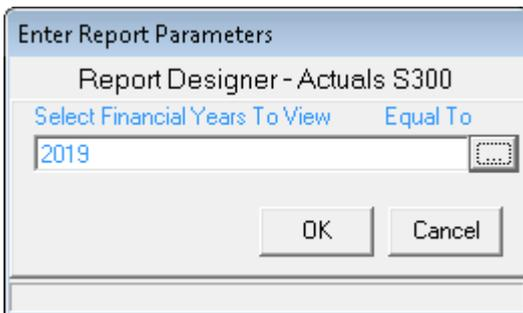 Enter Report Parameters
Report Designer - Actuals S300
Select Financial Years To View Equal To
2019
...
OK Cancel